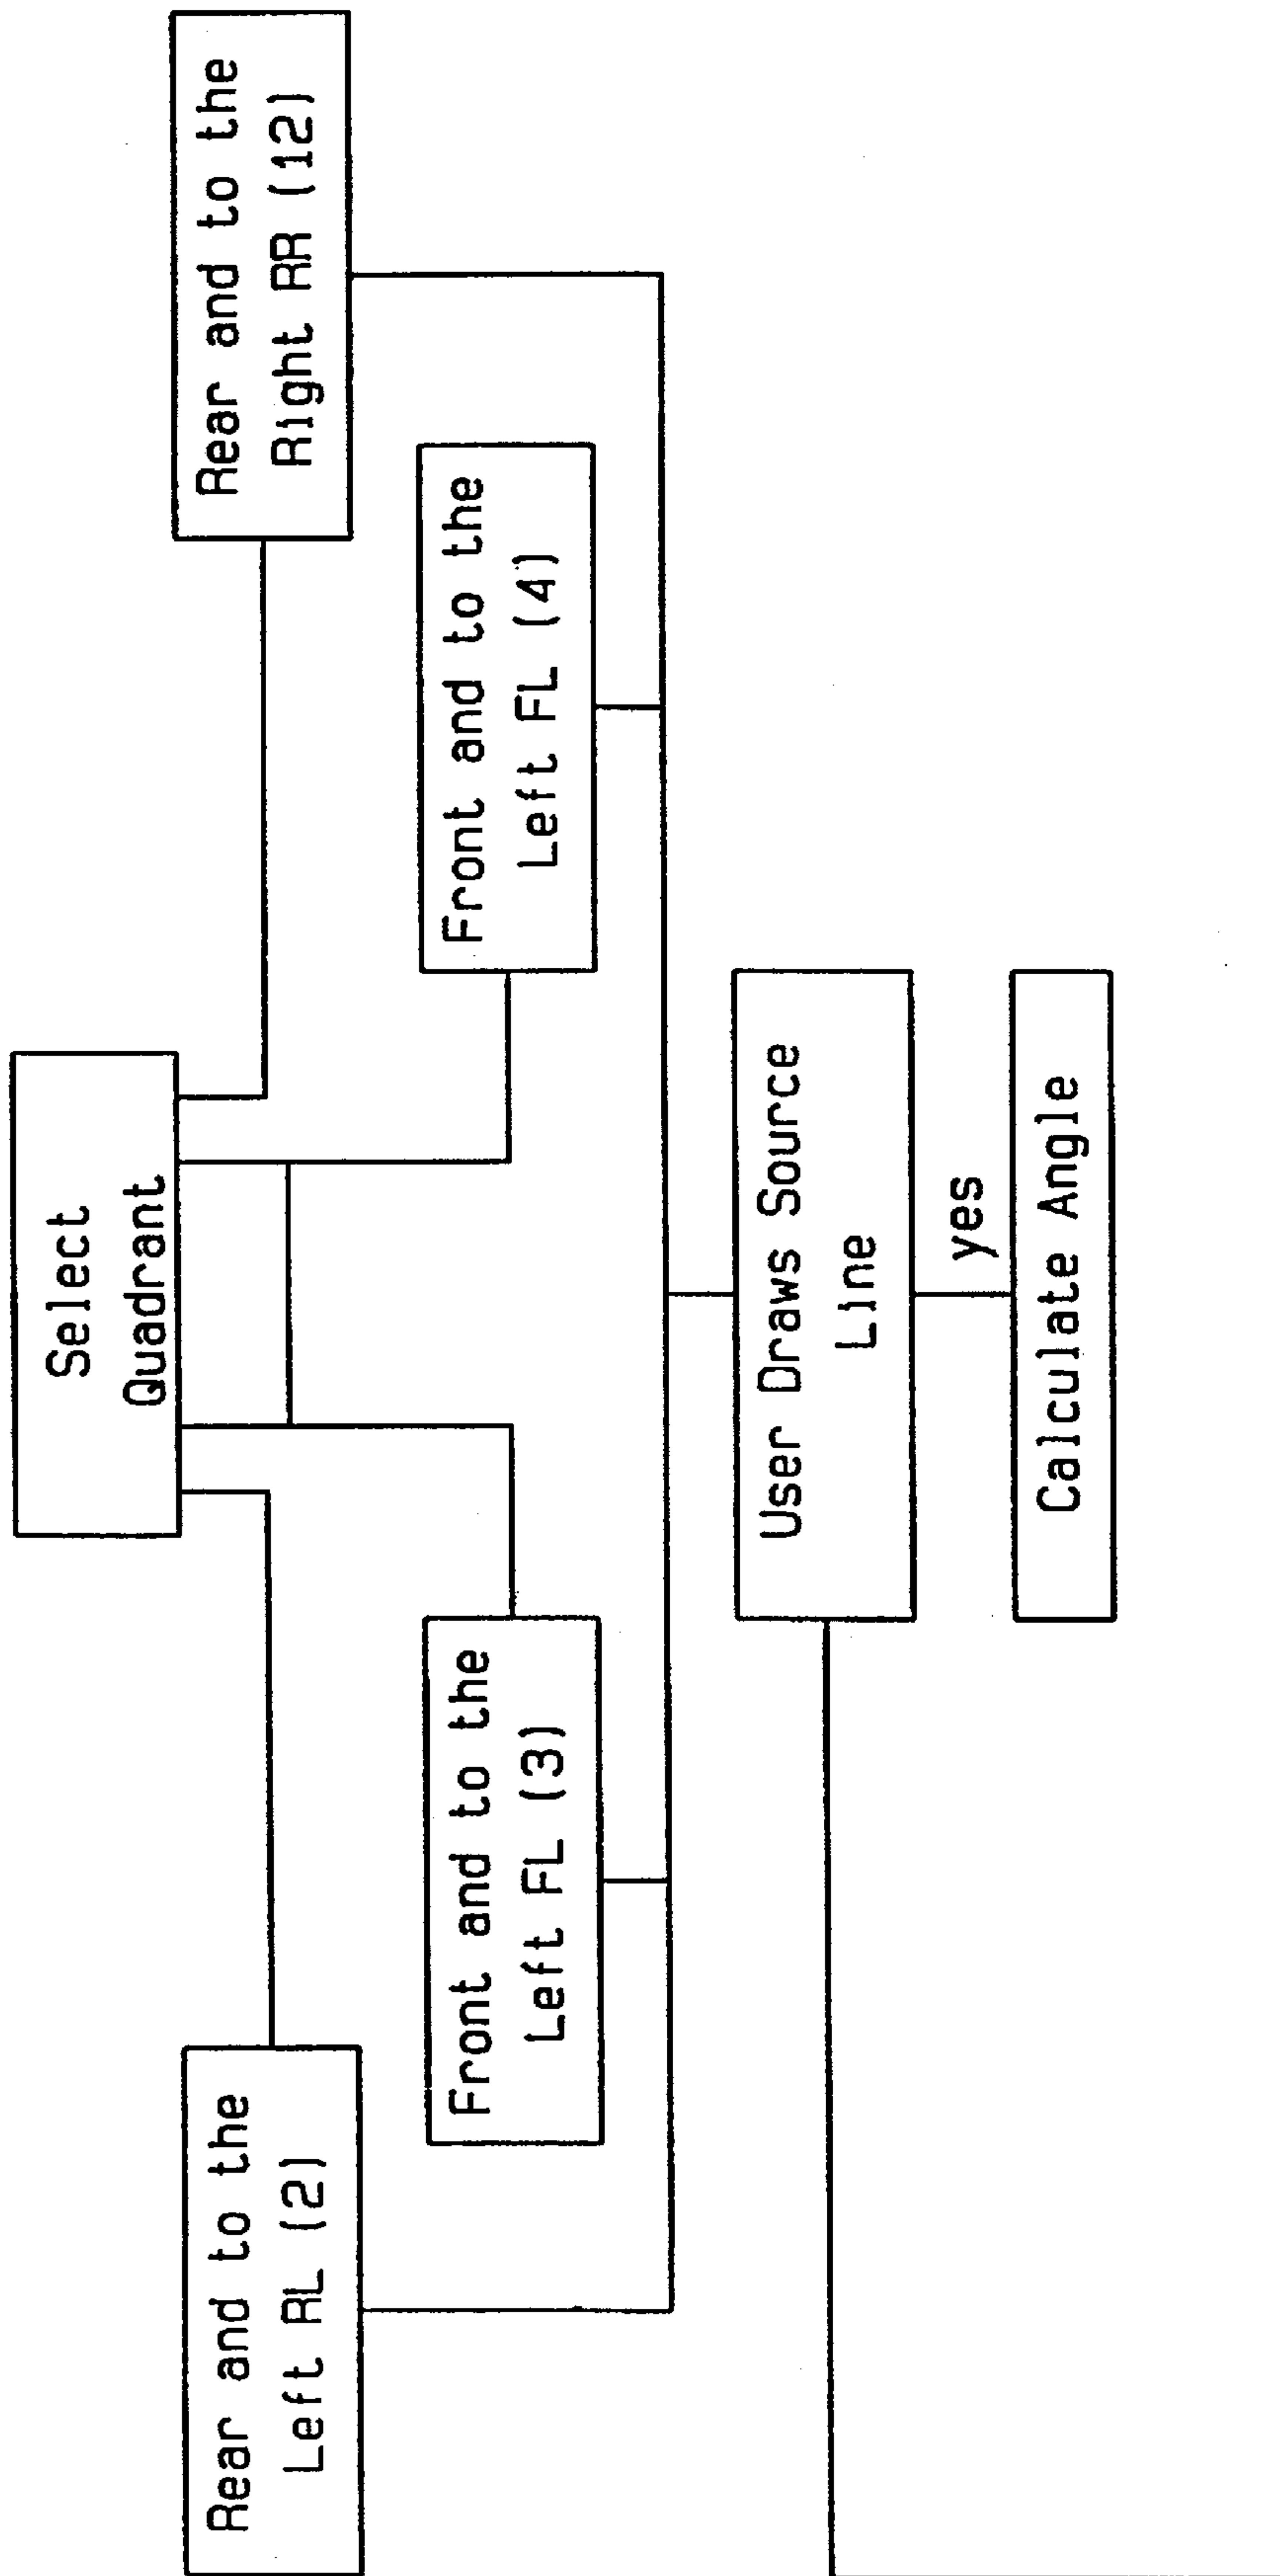 Select
Quadrant
Rear and to the
Left RL (2)
Rear and to the
Right RR (12)
Front and to the
Left FL (3)
Front and to the
Left FL (4)
User Draws Source
Line
yes
Calculate Angle